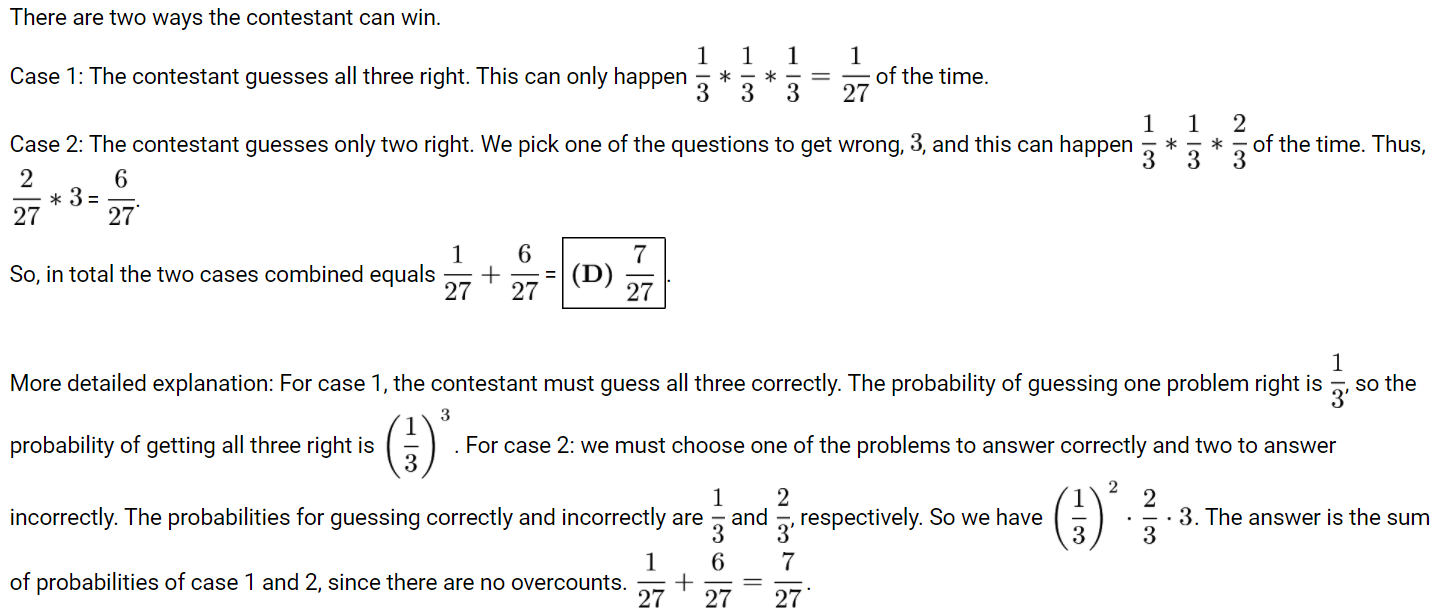 There are two ways the contestant can win.
Case 1: The contestant guesses all three right. This can only happen $\frac{1}{3} * \frac{1}{3} * \frac{1}{3} = \frac{1}{27}$ of the time.
Case 2: The contestant guesses only two right. We pick one of the questions to get wrong, $3$, and this can happen $\frac{1}{3} * \frac{1}{3} * \frac{2}{3}$ of the time. Thus,
$\frac{2}{27} * 3$ = $\frac{6}{27}$.
So, in total the two cases combined equals $\frac{1}{27} + \frac{6}{27}$ = $\boxed{\textbf{(D)}\ \frac{7}{27}}$.
More detailed explanation: For case 1, the contestant must guess all three correctly. The probability of guessing one problem right is $\frac{1}{3}$, so the
probability of getting all three right is $\left(\frac{1}{3}\right)^3$. For case 2: we must choose one of the problems to answer correctly and two to answer
incorrectly. The probabilities for guessing correctly and incorrectly are $\frac{1}{3}$ and $\frac{2}{3}$, respectively. So we have $\left(\frac{1}{3}\right)^2 \cdot \frac{2}{3} \cdot 3$. The answer is the sum
of probabilities of case 1 and 2, since there are no overcounts. $\frac{1}{27} + \frac{6}{27} = \frac{7}{27}$.